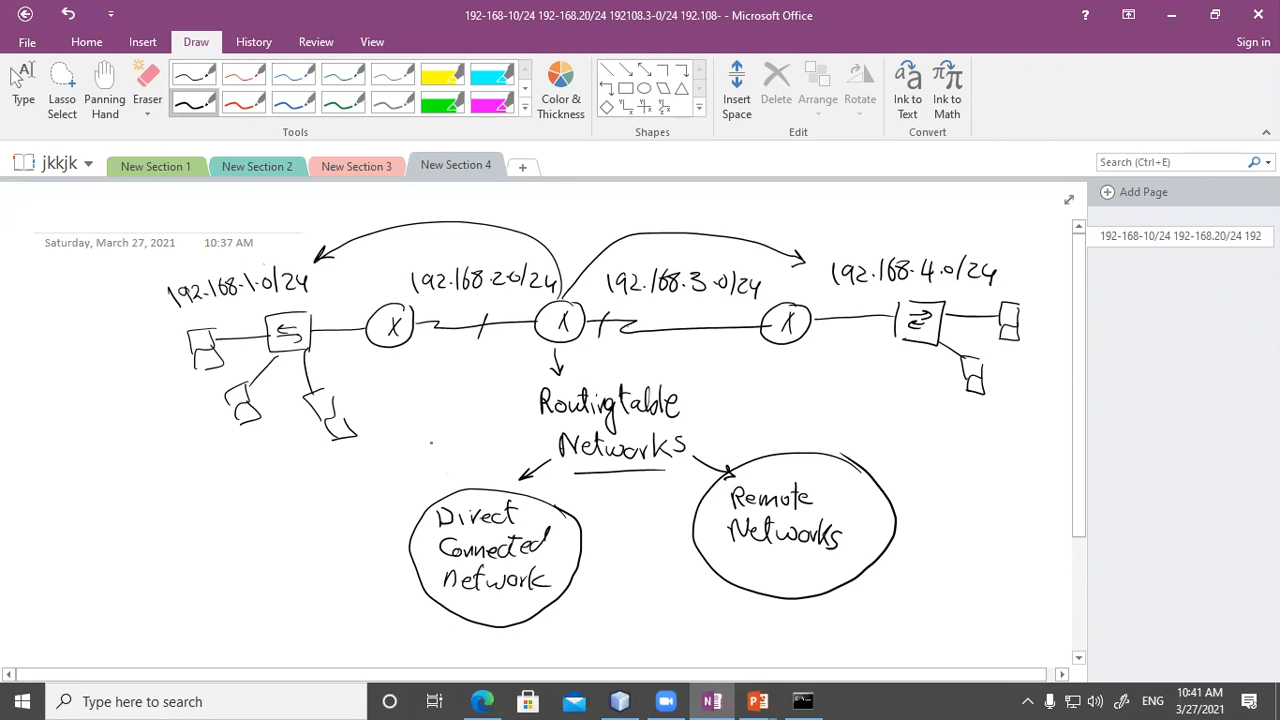 192-168-10/24 192-168.20/24 192108.3-0/24 192.108- - Microsoft Office
Sign in
File Home Insert Draw History Review View
Type
Lasso Select
Panning Hand
Eraser
Color & Thickness
Insert Space
Delete
Arrange
Rotate
Ink to Text
Ink to Math
Tools
Shapes
Edit
Convert
jkkjk
New Section 1
New Section 2
New Section 3
New Section 4
Search (Ctrl+E)
Add Page
192-168-10/24 192-168.20/24 192
Saturday, March 27, 2021 10:37 AM
192.168.1.0/24
192.168.2.0/24
192.168.3.0/24
192.168.4.0/24
X
X
X
Routingtable
Networks
Direct
Connected
Network
Remote
Networks
Type here to search
ENG
10:41 AM
3/27/2021